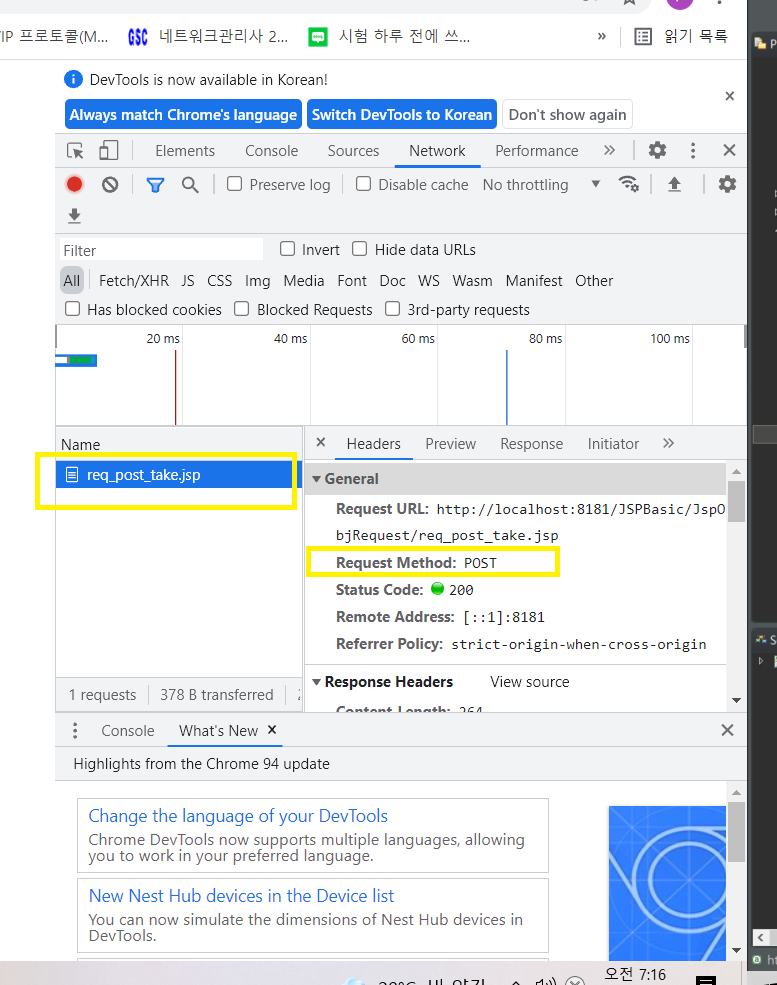 네트워크관리사 2... 시험 하루 전에 쓰... » 읽기 목록
DevTools is now available in Korean!
Always match Chrome's language Switch DevTools to Korean Don't show again
Elements Console Sources Network Performance »
Preserve log Disable cache No throttling
Filter Invert Hide data URLs
All Fetch/XHR JS CSS Img Media Font Doc WS Wasm Manifest Other
Has blocked cookies Blocked Requests 3rd-party requests
20 ms 40 ms 60 ms 80 ms 100 ms
Name
req_post_take.jsp
Headers Preview Response Initiator »
General
Request URL: http://localhost:8181/JSPBasic/JspO
bjRequest/req_post_take.jsp
Request Method: POST
Status Code: 200
Remote Address: [::1]:8181
Referrer Policy: strict-origin-when-cross-origin
Response Headers View source
Content-Length: 264
1 requests 378 B transferred
Console What's New
Highlights from the Chrome 94 update
Change the language of your DevTools
Chrome DevTools now supports multiple languages, allowing
you to work in your preferred language.
New Nest Hub devices in the Device list
You can now simulate the dimensions of Nest Hub devices in
DevTools.
오전 7:16